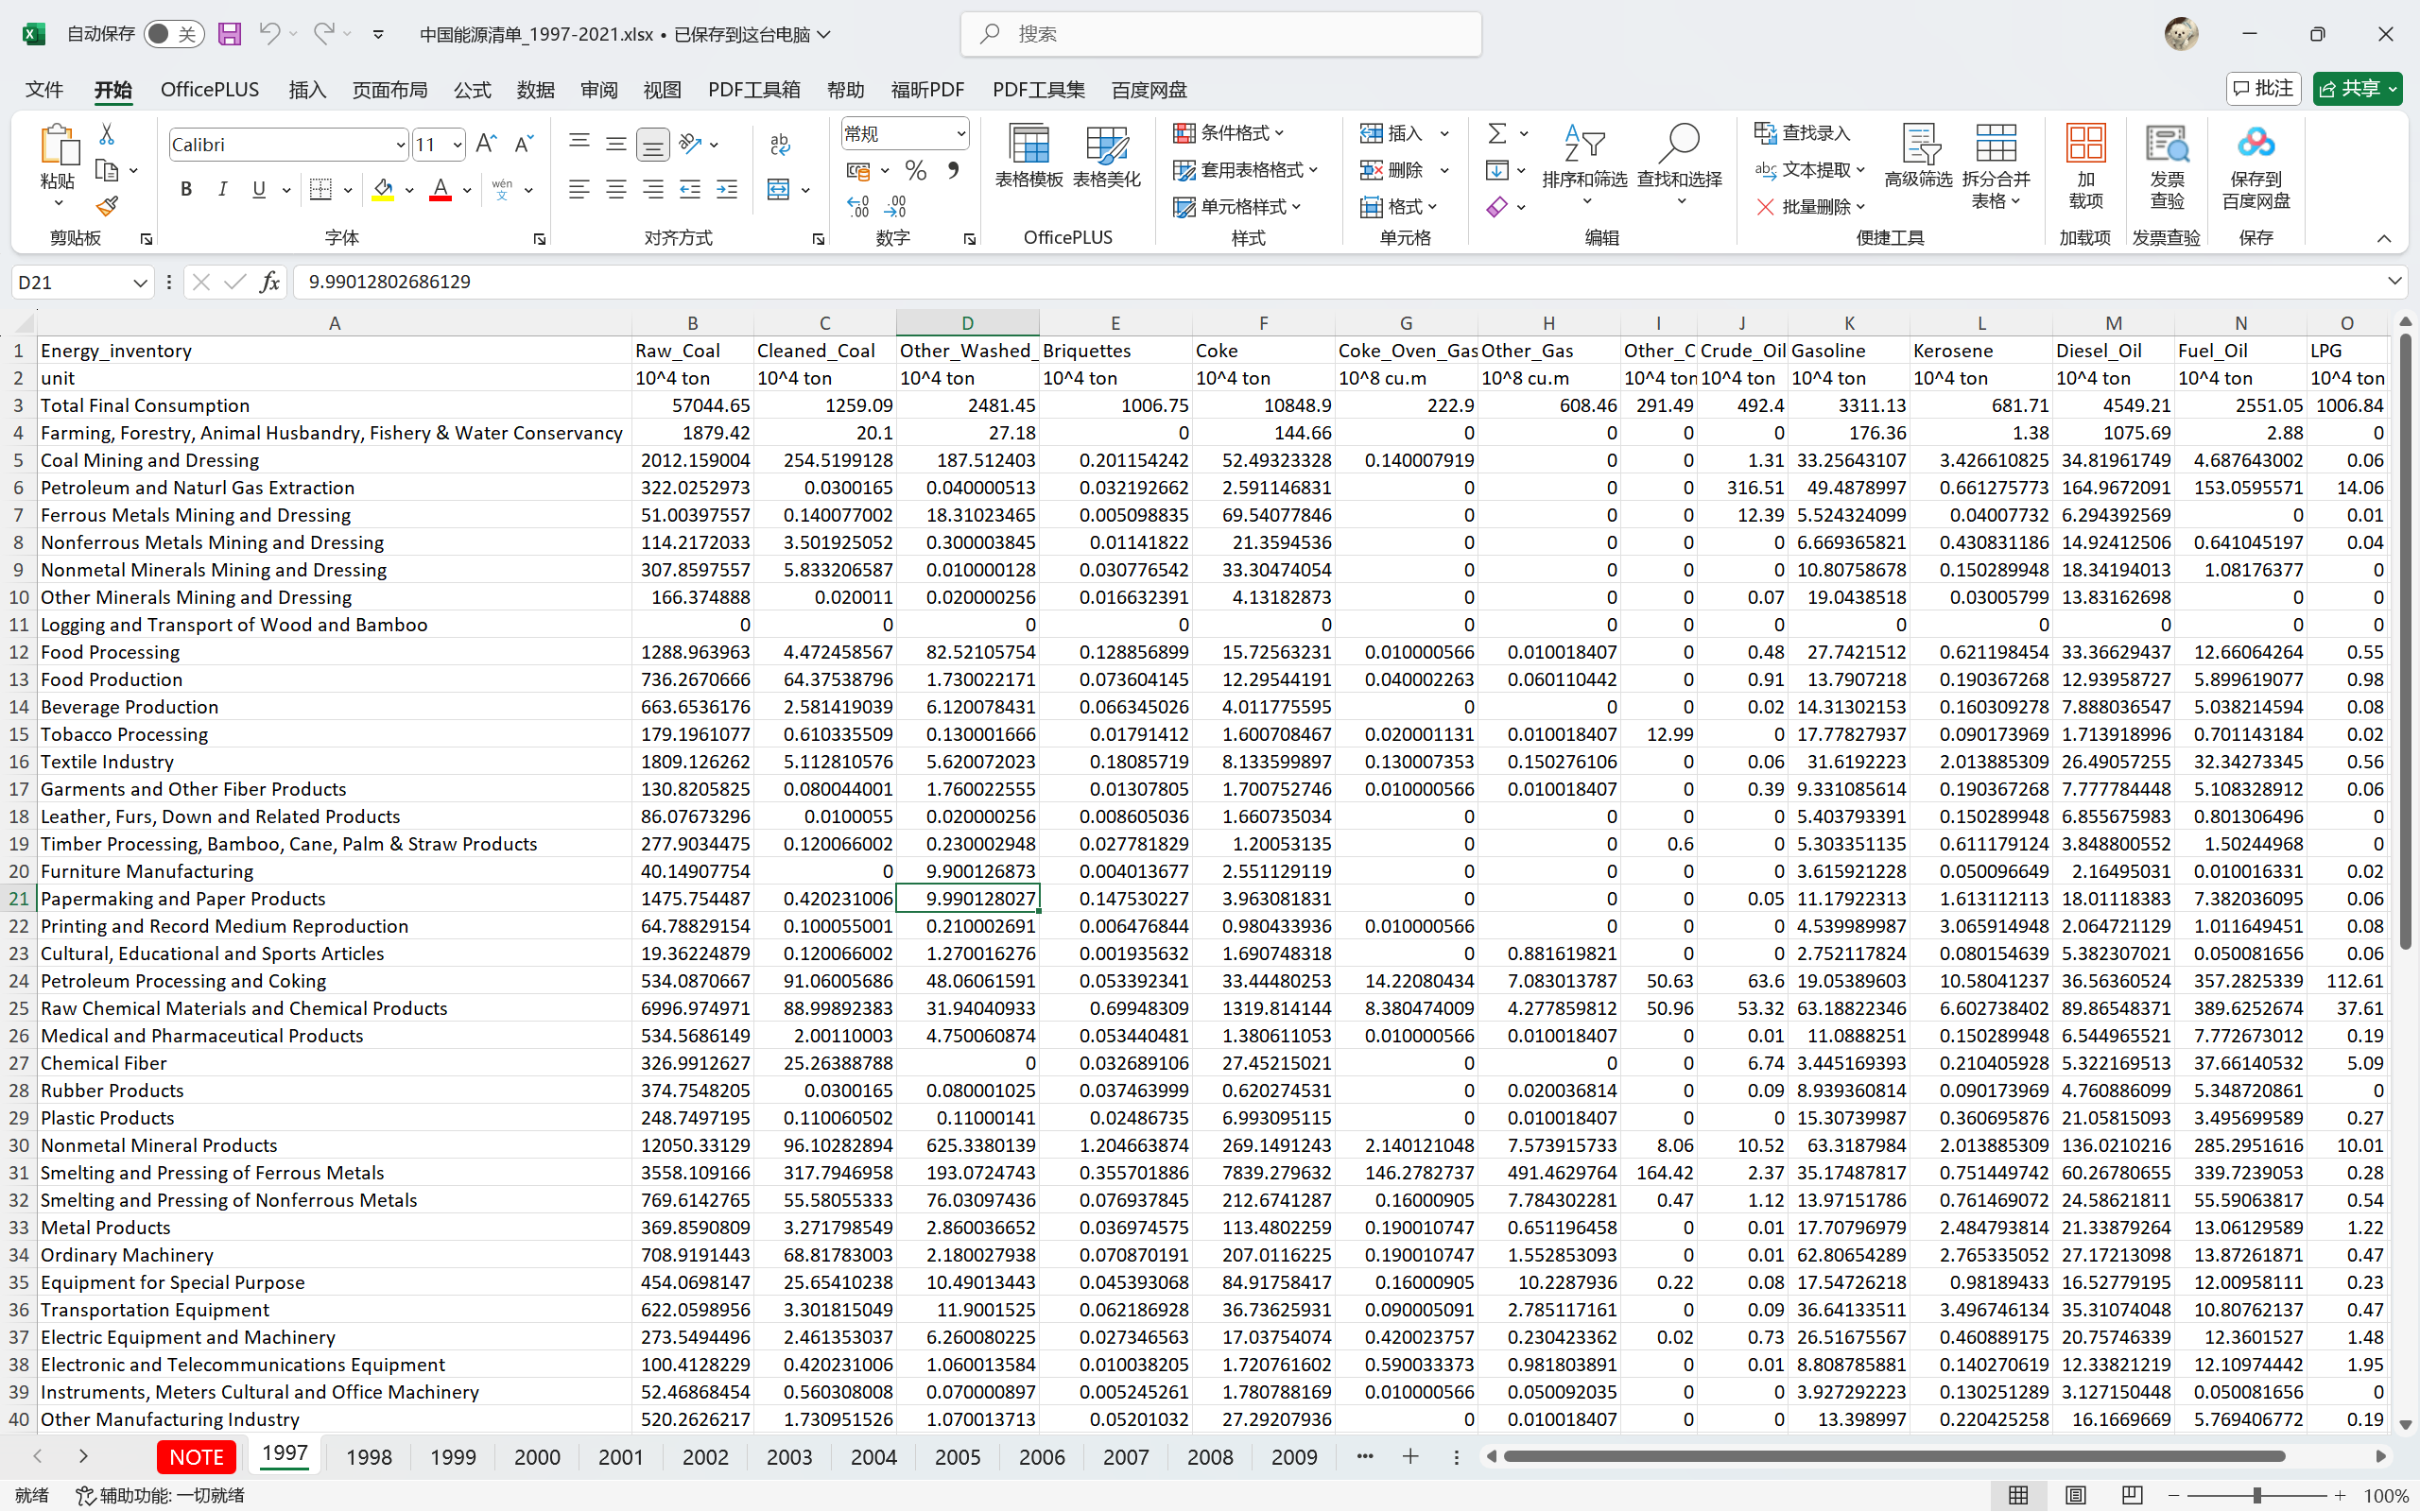 自动保存 关 中国能源清单_1997-2021.xlsx • 已保存到这台电脑 搜索
文件 开始 OfficePLUS 插入 页面布局 公式 数据 审阅 视图 PDF工具箱 帮助 福昕PDF PDF工具集 百度网盘 批注 共享
粘贴 Calibri 11 常规 表格模板 表格美化 条件格式 套用表格格式 单元格样式 插入 删除 格式 排序和筛选 查找和选择 查找录入 文本提取 批量删除 高级筛选 拆分合并表格 加载项 发票查验 保存到百度网盘
剪贴板 字体 对齐方式 数字 OfficePLUS 样式 单元格 编辑 便捷工具 加载项 发票查验 保存
D21 fx 9.99012802686129
A B C D E F G H I J K L M N O
1 Energy_inventory Raw_Coal Cleaned_Coal Other_Washed_ Briquettes Coke Coke_Oven_Gas Other_Gas Other_C Crude_Oil Gasoline Kerosene Diesel_Oil Fuel_Oil LPG
2 unit 10^4 ton 10^4 ton 10^4 ton 10^4 ton 10^4 ton 10^8 cu.m 10^8 cu.m 10^4 ton 10^4 ton 10^4 ton 10^4 ton 10^4 ton 10^4 ton 10^4 ton
3 Total Final Consumption 57044.65 1259.09 2481.45 1006.75 10848.9 222.9 608.46 291.49 492.4 3311.13 681.71 4549.21 2551.05 1006.84
4 Farming, Forestry, Animal Husbandry, Fishery & Water Conservancy 1879.42 20.1 27.18 0 144.66 0 0 0 0 176.36 1.38 1075.69 2.88 0
5 Coal Mining and Dressing 2012.159004 254.5199128 187.512403 0.201154242 52.49323328 0.140007919 0 0 1.31 33.25643107 3.426610825 34.81961749 4.687643002 0.06
6 Petroleum and Naturl Gas Extraction 322.0252973 0.0300165 0.040000513 0.032192662 2.591146831 0 0 0 316.51 49.4878997 0.661275773 164.9672091 153.0595571 14.06
7 Ferrous Metals Mining and Dressing 51.00397557 0.140077002 18.31023465 0.005098835 69.54077846 0 0 0 12.39 5.524324099 0.04007732 6.294392569 0 0.01
8 Nonferrous Metals Mining and Dressing 114.2172033 3.501925052 0.300003845 0.01141822 21.3594536 0 0 0 0 6.669365821 0.430831186 14.92412506 0.641045197 0.04
9 Nonmetal Minerals Mining and Dressing 307.8597557 5.833206587 0.010000128 0.030776542 33.30474054 0 0 0 0 10.80758678 0.150289948 18.34194013 1.08176377 0
10 Other Minerals Mining and Dressing 166.374888 0.020011 0.020000256 0.016632391 4.13182873 0 0 0 0.07 19.0438518 0.03005799 13.83162698 0 0
11 Logging and Transport of Wood and Bamboo 0 0 0 0 0 0 0 0 0 0 0 0 0 0
12 Food Processing 1288.963963 4.472458567 82.52105754 0.128856899 15.72563231 0.010000566 0.010018407 0 0.48 27.7421512 0.621198454 33.36629437 12.66064264 0.55
13 Food Production 736.2670666 64.37538796 1.730022171 0.073604145 12.29544191 0.040002263 0.060110442 0 0.91 13.7907218 0.190367268 12.93958727 5.899619077 0.98
14 Beverage Production 663.6536176 2.581419039 6.120078431 0.066345026 4.011775595 0 0 0 0.02 14.31302153 0.160309278 7.888036547 5.038214594 0.08
15 Tobacco Processing 179.1961077 0.610335509 0.130001666 0.01791412 1.600708467 0.020001131 0.010018407 12.99 0 17.77827937 0.090173969 1.713918996 0.701143184 0.02
16 Textile Industry 1809.126262 5.112810576 5.620072023 0.18085719 8.133599897 0.130007353 0.150276106 0 0.06 31.6192223 2.013885309 26.49057255 32.34273345 0.56
17 Garments and Other Fiber Products 130.8205825 0.080044001 1.760022555 0.01307805 1.700752746 0.010000566 0.010018407 0 0.39 9.331085614 0.190367268 7.777784448 5.108328912 0.06
18 Leather, Furs, Down and Related Products 86.07673296 0.0100055 0.020000256 0.008605036 1.660735034 0 0 0 0 5.403793391 0.150289948 6.855675983 0.801306496 0
19 Timber Processing, Bamboo, Cane, Palm & Straw Products 277.9034475 0.120066002 0.230002948 0.027781829 1.20053135 0 0 0.6 0 5.303351135 0.611179124 3.848800552 1.50244968 0
20 Furniture Manufacturing 40.14907754 0 9.900126873 0.004013677 2.551129119 0 0 0 0 3.615921228 0.050096649 2.16495031 0.010016331 0.02
21 Papermaking and Paper Products 1475.754487 0.420231006 9.990128027 0.147530227 3.963081831 0 0 0 0.05 11.17922313 1.613112113 18.01118383 7.382036095 0.06
22 Printing and Record Medium Reproduction 64.78829154 0.100055001 0.210002691 0.006476844 0.980433936 0.010000566 0 0 0 4.539989987 3.065914948 2.064721129 1.011649451 0.08
23 Cultural, Educational and Sports Articles 19.36224879 0.120066002 1.270016276 0.001935632 1.690748318 0 0.881619821 0 0 2.752117824 0.080154639 5.382307021 0.050081656 0.06
24 Petroleum Processing and Coking 534.0870667 91.06005686 48.06061591 0.053392341 33.44480253 14.22080434 7.083013787 50.63 63.6 19.05389603 10.58041237 36.56360524 357.2825339 112.61
25 Raw Chemical Materials and Chemical Products 6996.974971 88.99892383 31.94040933 0.69948309 1319.814144 8.380474009 4.277859812 50.96 53.32 63.18822346 6.602738402 89.86548371 389.6252674 37.61
26 Medical and Pharmaceutical Products 534.5686149 2.00110003 4.750060874 0.053440481 1.380611053 0.010000566 0.010018407 0 0.01 11.0888251 0.150289948 6.544965521 7.772673012 0.19
27 Chemical Fiber 326.9912627 25.26388788 0 0.032689106 27.45215021 0 0 0 6.74 3.445169393 0.210405928 5.322169513 37.66140532 5.09
28 Rubber Products 374.7548205 0.0300165 0.080001025 0.037463999 0.620274531 0 0.020036814 0 0.09 8.939360814 0.090173969 4.760886099 5.348720861 0
29 Plastic Products 248.7497195 0.110060502 0.11000141 0.02486735 6.993095115 0 0.010018407 0 0 15.30739987 0.360695876 21.05815093 3.495699589 0.27
30 Nonmetal Mineral Products 12050.33129 96.10282894 625.3380139 1.204663874 269.1491243 2.140121048 7.573915733 8.06 10.52 63.3187984 2.013885309 136.0210216 285.2951616 10.01
31 Smelting and Pressing of Ferrous Metals 3558.109166 317.7946958 193.0724743 0.355701886 7839.279632 146.2782737 491.4629764 164.42 2.37 35.17487817 0.751449742 60.26780655 339.7239053 0.28
32 Smelting and Pressing of Nonferrous Metals 769.6142765 55.58055333 76.03097436 0.076937845 212.6741287 0.16000905 7.784302281 0.47 1.12 13.97151786 0.761469072 24.58621811 55.59063817 0.54
33 Metal Products 369.8590809 3.271798549 2.860036652 0.036974575 113.4802259 0.190010747 0.651196458 0 0.01 17.70796979 2.484793814 21.33879264 13.06129589 1.22
34 Ordinary Machinery 708.9191443 68.81783003 2.180027938 0.070870191 207.0116225 0.190010747 1.552853093 0 0.01 62.80654289 2.765335052 27.17213098 13.87261871 0.47
35 Equipment for Special Purpose 454.0698147 25.65410238 10.49013443 0.045393068 84.91758417 0.16000905 10.2287936 0.22 0.08 17.54726218 0.98189433 16.52779195 12.00958111 0.23
36 Transportation Equipment 622.0598956 3.301815049 11.9001525 0.062186928 36.73625931 0.090005091 2.785117161 0 0.09 36.64133511 3.496746134 35.31074048 10.80762137 0.47
37 Electric Equipment and Machinery 273.5494496 2.461353037 6.260080225 0.027346563 17.03754074 0.420023757 0.230423362 0.02 0.73 26.51675567 0.460889175 20.75746339 12.3601527 1.48
38 Electronic and Telecommunications Equipment 100.4128229 0.420231006 1.060013584 0.010038205 1.720761602 0.590033373 0.981803891 0 0.01 8.808785881 0.140270619 12.33821219 12.10974442 1.95
39 Instruments, Meters Cultural and Office Machinery 52.46868454 0.560308008 0.070000897 0.005245261 1.780788169 0.010000566 0.050092035 0 0 3.927292223 0.130251289 3.127150448 0.050081656 0
40 Other Manufacturing Industry 520.2626217 1.730951526 1.070013713 0.05201032 27.29207936 0 0.010018407 0 0 13.398997 0.220425258 16.1669669 5.769406772 0.19
NOTE 1997 1998 1999 2000 2001 2002 2003 2004 2005 2006 2007 2008 2009 ···
就绪 辅助功能: 一切就绪 100%